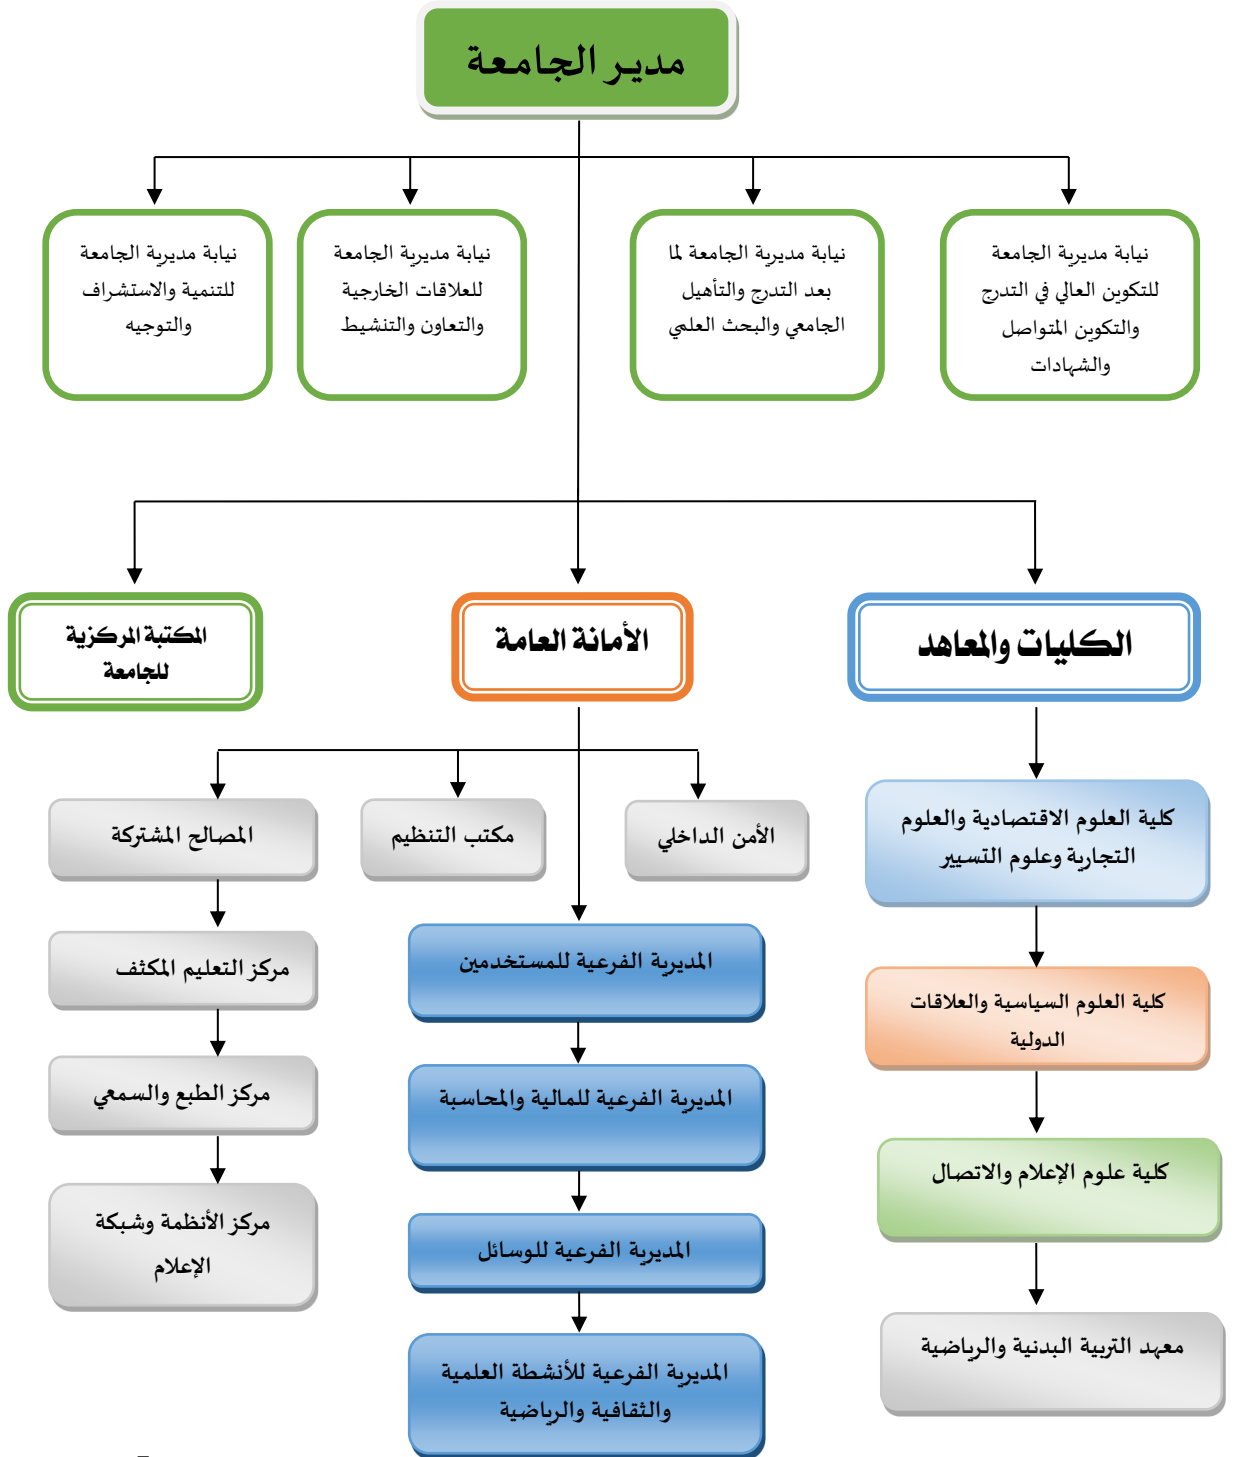 مدير الجامعة
نيابة مديرية الجامعة
للتكوين العالي في التدرج
والتكوين المتواصل
والشهادات
نيابة مديرية الجامعة لما
بعد التدرج والتأهيل
الجامعي والبحث العلمي
نيابة مديرية الجامعة
للعلاقات الخارجية
والتعاون والتنشيط
نيابة مديرية الجامعة
للتنمية والاستشراف
والتوجيه
الكليات والمعاهد
الأمانة العامة
المكتبة المركزية
للجامعة
كلية العلوم الاقتصادية والعلوم
التجارية وعلوم التسيير
كلية العلوم السياسية والعلاقات
الدولية
كلية علوم الإعلام والاتصال
معهد التربية البدنية والرياضية
الأمن الداخلي
مكتب التنظيم
المصالح المشتركة
المديرية الفرعية للمستخدمين
المديرية الفرعية للمالية والمحاسبة
المديرية الفرعية للوسائل
المديرية الفرعية للأنشطة العلمية
والثقافية والرياضية
مركز التعليم المكثف
مركز الطبع والسمعي
مركز الأنظمة وشبكة
الإعلام